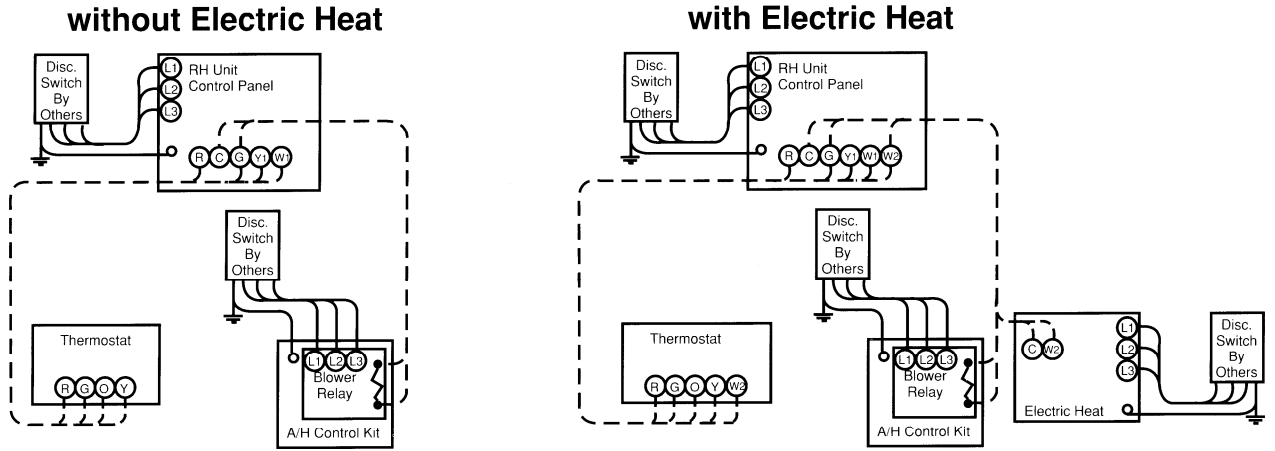 without Electric Heat
Disc.
Switch
By
Others
L1
L2
L3
RH Unit
Control Panel
R C G Y1 W1
Disc.
Switch
By
Others
Thermostat
R G O Y
L1 L2 L3
Blower
Relay
A/H Control Kit
with Electric Heat
Disc.
Switch
By
Others
L1
L2
L3
RH Unit
Control Panel
R C G Y1 W1 W2
Disc.
Switch
By
Others
Thermostat
R G O Y W2
L1 L2 L3
Blower
Relay
A/H Control Kit
C W2
L1
L2
L3
Electric Heat
Disc.
Switch
By
Others